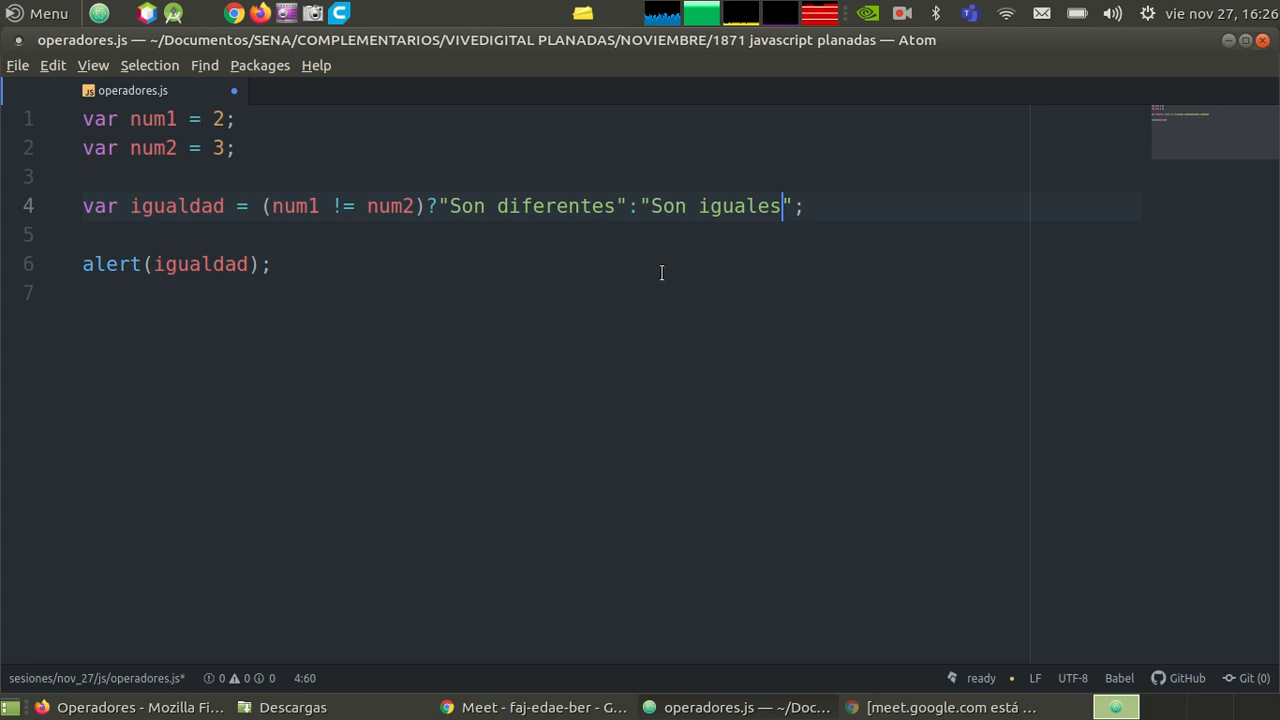 Menu
vie nov 27, 16:26
operadores.js — ~/Documentos/SENA/COMPLEMENTARIOS/VIVEDIGITAL PLANADAS/NOVIEMBRE/1871 javascript planadas — Atom
File Edit View Selection Find Packages Help
JS operadores.js
1 var num1 = 2;
2 var num2 = 3;
3
4 var igualdad = (num1 != num2)?"Son diferentes":"Son iguales";
5
6 alert(igualdad);
7
sesiones/nov_27/js/operadores.js* 0 0 0 4:60 ready LF UTF-8 Babel GitHub Git (0)
Operadores - Mozilla Fi... Descargas Meet - faj-edae-ber - G... operadores.js — ~/Doc... [meet.google.com está ...